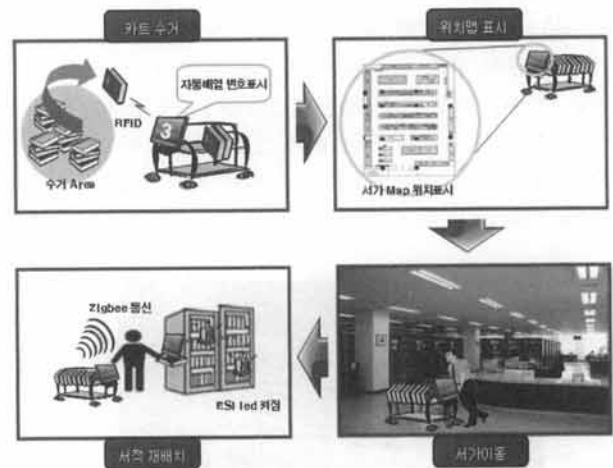 카트 수거
위치맵 표시
자동배열 번호표시
3
RFID
수거 Area
서가 Map 위치표시
Zigbee 통신
ESI led 켜짐
서적 재배치
서가이동